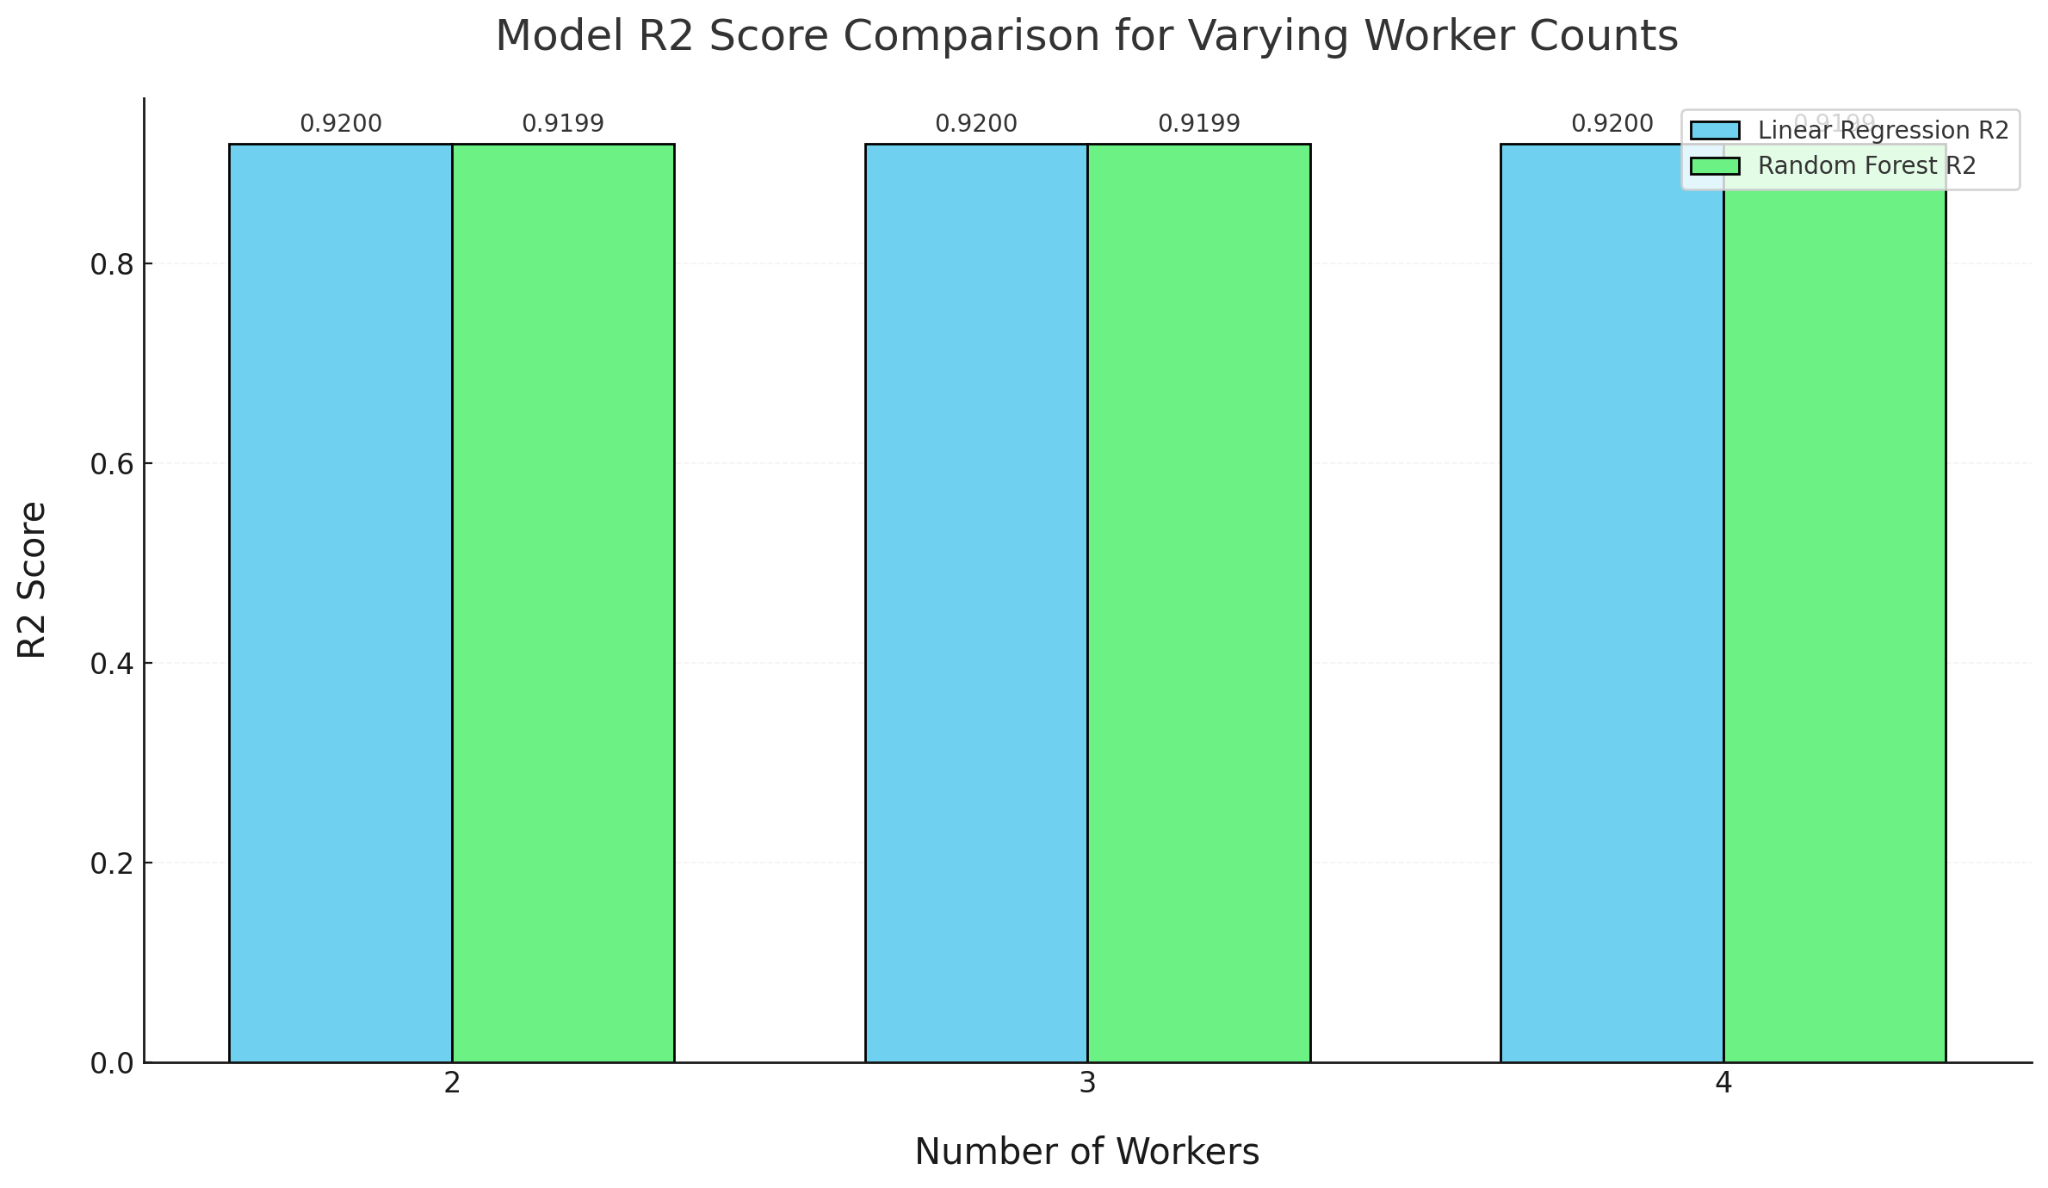 Model R2 Score Comparison for Varying Worker Counts
0.9200 0.9199 0.9200 0.9199 0.9200 0.9199
Linear Regression R2
Random Forest R2
0.8
0.6
0.4
0.2
0.0
R2 Score
2 3 4
Number of Workers